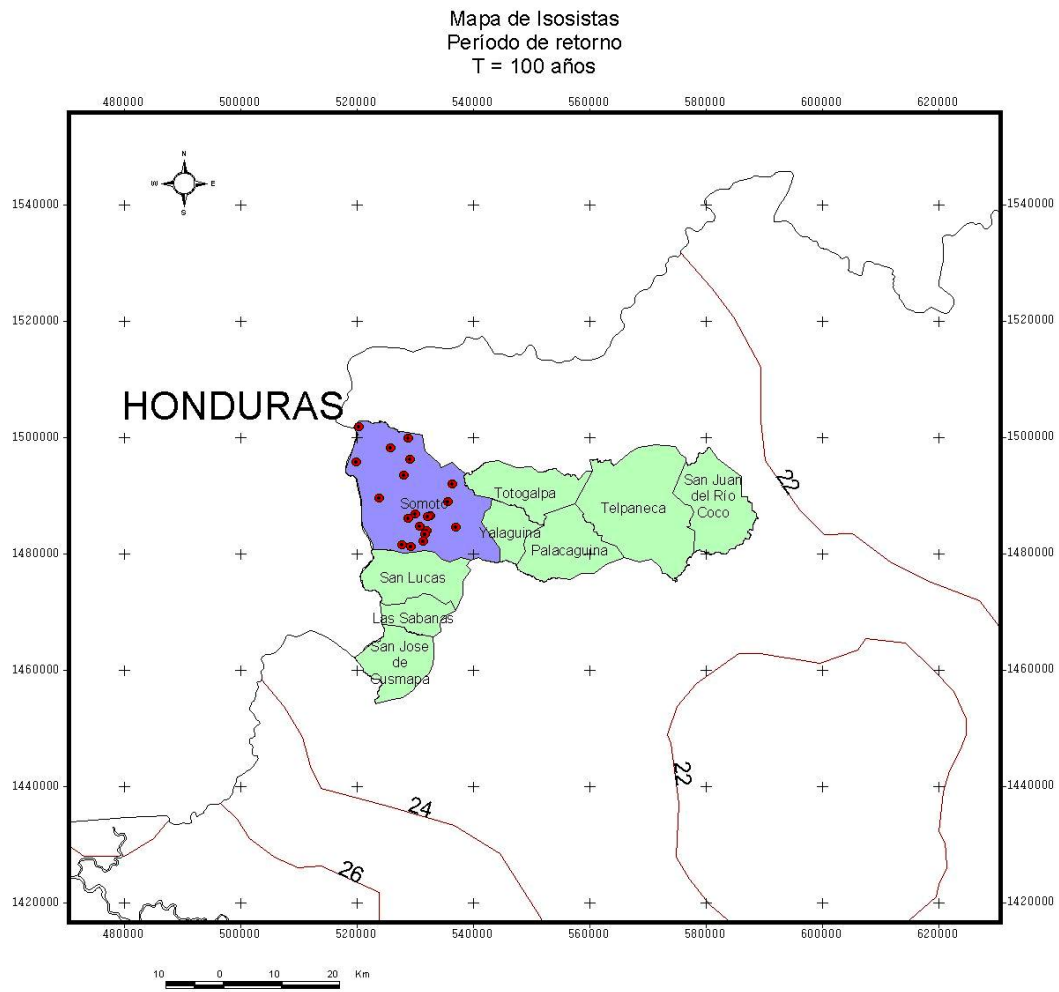 Mapa de Isosistas
Período de retorno
T = 100 años
480000 500000 520000 540000 560000 580000 600000 620000
N
W E
S
1540000 1540000
1520000 1520000
HONDURAS
1500000 1500000
22
San Juan
del Río
Coco
Totogalpa
Somoto
Telpaneca
Yalaguina
Palacaguina
1480000 1480000
San Lucas
Las Sabanas
San Jose
de
Cusmapa
1460000 1460000
22
1440000 1440000
24
26
1420000 1420000
480000 500000 520000 540000 560000 580000 600000 620000
10 0 10 20 Km